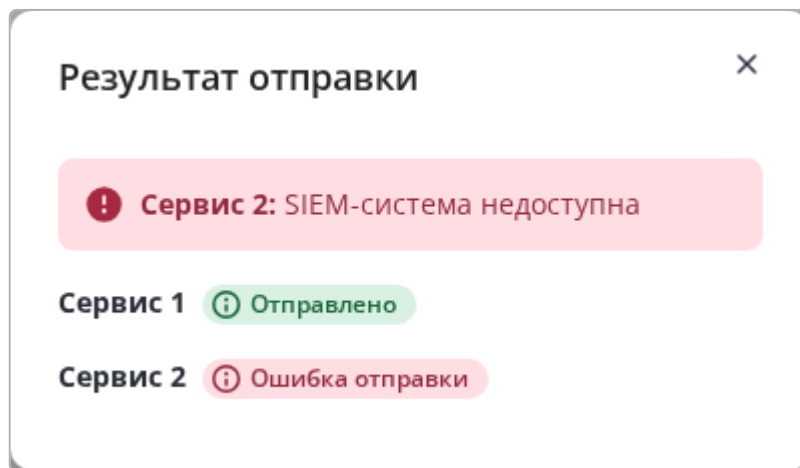 Результат отправки
Сервис 2: SIEM-система недоступна
Сервис 1 Отправлено
Сервис 2 Ошибка отправки